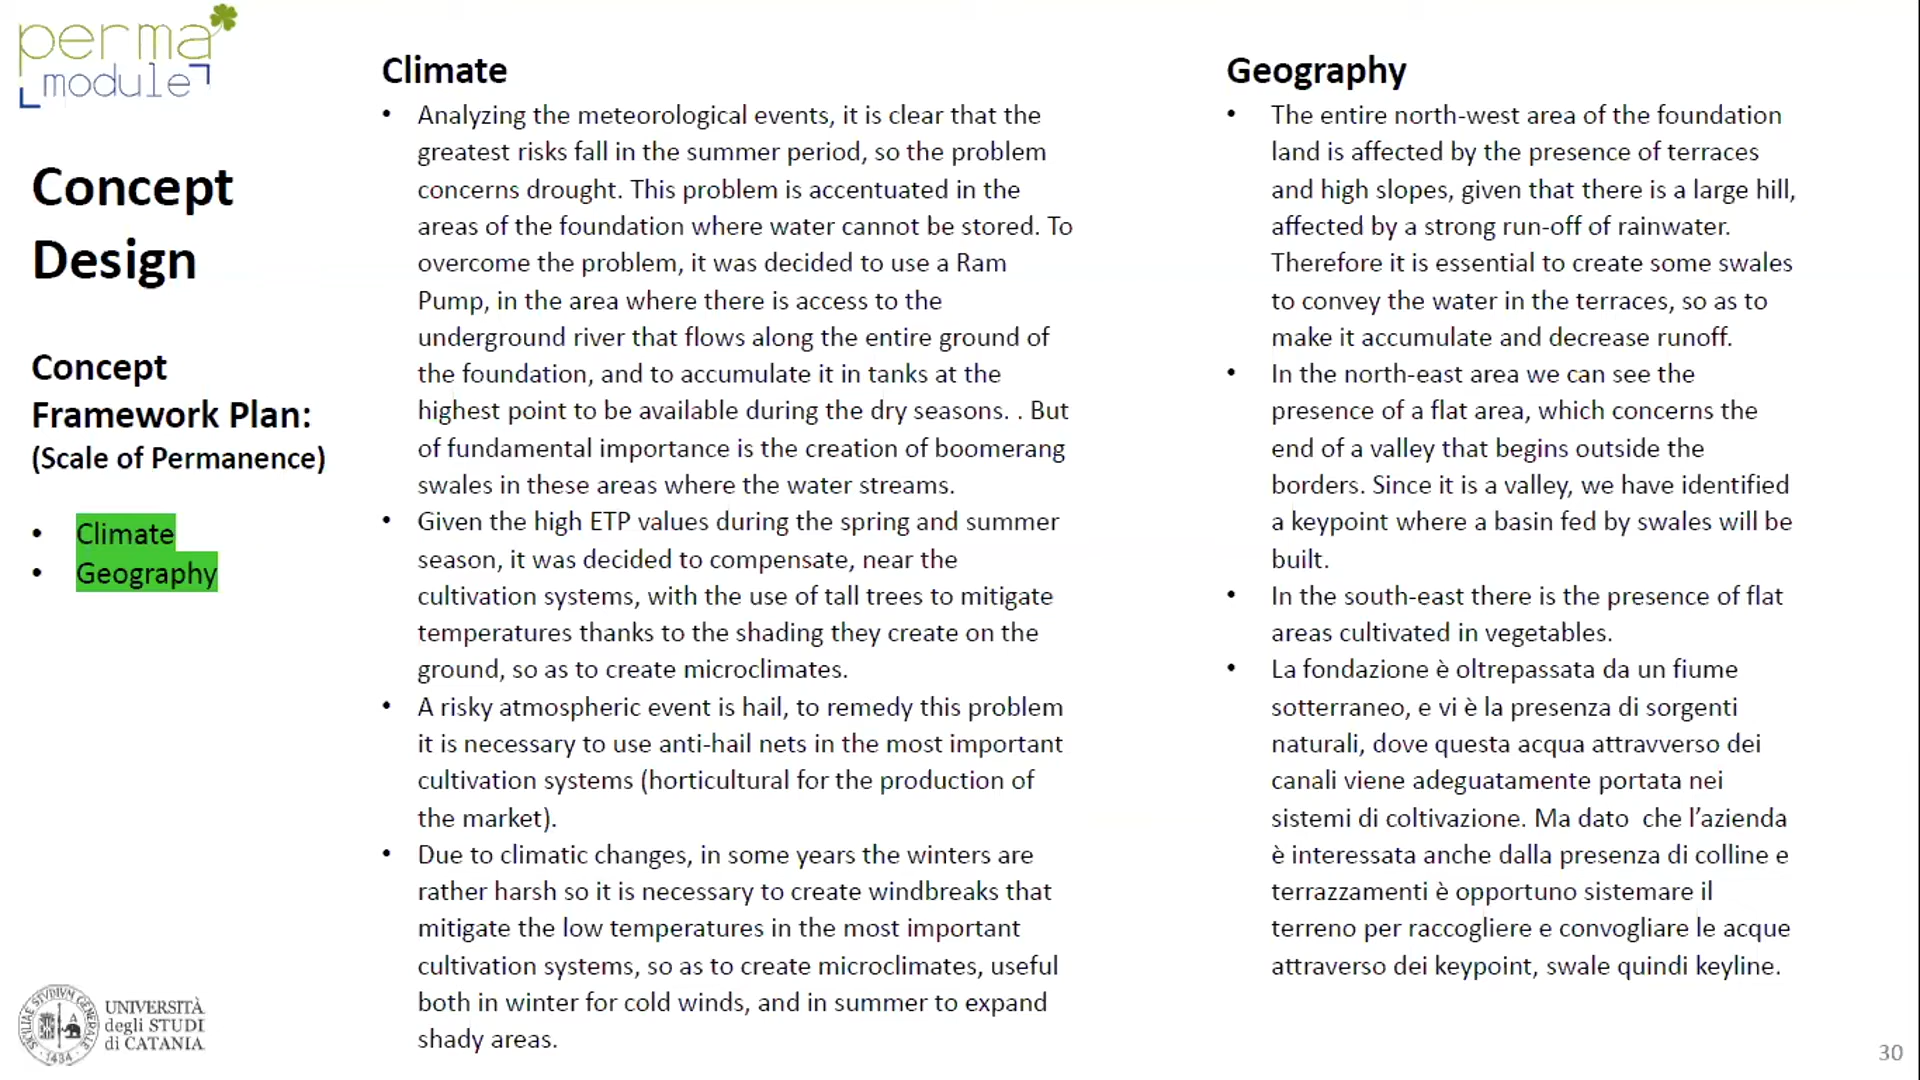 perma
module
Concept
Design
Concept
Framework Plan:
(Scale of Permanence)
• Climate
• Geography
Climate
• Analyzing the meteorological events, it is clear that the
greatest risks fall in the summer period, so the problem
concerns drought. This problem is accentuated in the
areas of the foundation where water cannot be stored. To
overcome the problem, it was decided to use a Ram
Pump, in the area where there is access to the
underground river that flows along the entire ground of
the foundation, and to accumulate it in tanks at the
highest point to be available during the dry seasons. . But
of fundamental importance is the creation of boomerang
swales in these areas where the water streams.
• Given the high ETP values during the spring and summer
season, it was decided to compensate, near the
cultivation systems, with the use of tall trees to mitigate
temperatures thanks to the shading they create on the
ground, so as to create microclimates.
• A risky atmospheric event is hail, to remedy this problem
it is necessary to use anti-hail nets in the most important
cultivation systems (horticultural for the production of
the market).
• Due to climatic changes, in some years the winters are
rather harsh so it is necessary to create windbreaks that
mitigate the low temperatures in the most important
cultivation systems, so as to create microclimates, useful
both in winter for cold winds, and in summer to expand
shady areas.
Geography
• The entire north-west area of the foundation
land is affected by the presence of terraces
and high slopes, given that there is a large hill,
affected by a strong run-off of rainwater.
Therefore it is essential to create some swales
to convey the water in the terraces, so as to
make it accumulate and decrease runoff.
• In the north-east area we can see the
presence of a flat area, which concerns the
end of a valley that begins outside the
borders. Since it is a valley, we have identified
a keypoint where a basin fed by swales will be
built.
• In the south-east there is the presence of flat
areas cultivated in vegetables.
• La fondazione è oltrepassata da un fiume
sotterraneo, e vi è la presenza di sorgenti
naturali, dove questa acqua attravverso dei
canali viene adeguatamente portata nei
sistemi di coltivazione. Ma dato  che l’azienda
è interessata anche dalla presenza di colline e
terrazzamenti è opportuno sistemare il
terreno per raccogliere e convogliare le acque
attraverso dei keypoint, swale quindi keyline.
SICILIAE STUDIUM GENERALE
1434
UNIVERSITÀ
degli STUDI
di CATANIA
30